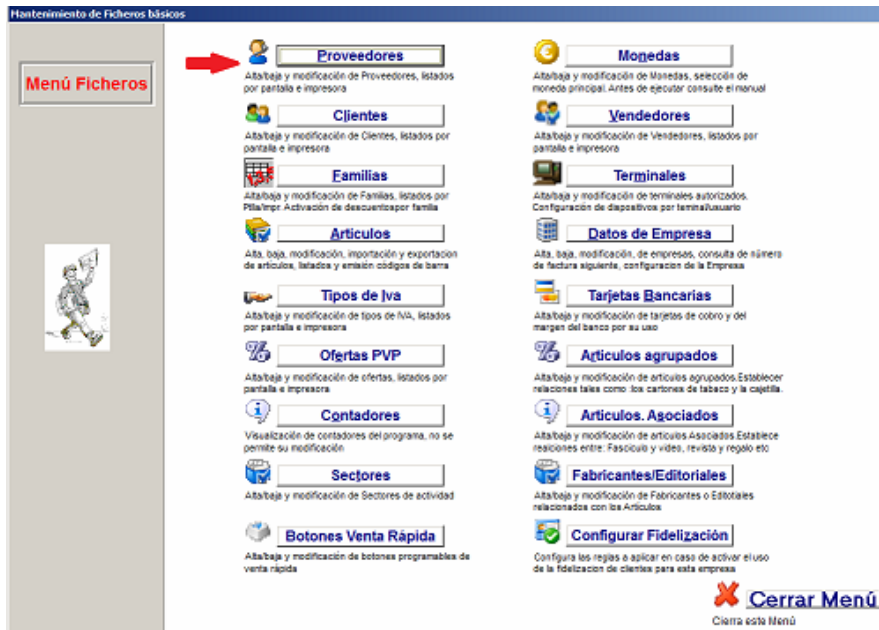 Mantenimiento de Ficheros básicos
Menú Ficheros
Proveedores
Alta/baja y modificación de Proveedores, listados
por pantalla e impresora
Clientes
Alta/baja y modificación de Clientes, listados por
pantalla e impresora
Familias
Alta/baja y modificación de Familias, listados por
Ptlla/Impr. Activación de descuentospor familia
Articulos
Alta, baja, modificación, importación y exportacion
de articulos, listados y emisión códigos de barra
Tipos de Iva
Alta/baja y modificación de tipos de IVA, listados
por pantalla e impresora
Ofertas PVP
Alta/baja y modificación de ofertas, listados por
pantalla e impresora
Contadores
Visualización de contadores del programa, no se
permite su modificación
Sectores
Alta/baja y modificación de Sectores de actividad
Botones Venta Rápida
Alta/baja y modificación de botones programables de
venta rápida
Monedas
Alta/baja y modificación de Monedas, selección de
moneda principal. Antes de ejecutar consulte el manual
Vendedores
Alta/baja y modificación de Vendedores, listados por
pantalla e impresora
Terminales
Alta/baja y modificación de terminales autorizados.
Configuración de dispositivos por teminal/usuario
Datos de Empresa
Alta, baja, modificación, de empresas, consulta de número
de factura siguiente, configuracion de la Empresa
Tarjetas Bancarias
Alta/baja y modificación de tarjetas de cobro y del
margen del banco por su uso
Articulos agrupados
Alta/baja y modificación de articulos agrupados.Establecer
relaciones tales como :los cartones de tabaco y la cajetilla.
Articulos. Asociados
Alta/baja y modificación de articulos Asociados.Establece
realciones entre: Fasciculo y video, revista y regalo etc
Fabricantes/Editoriales
Alta/baja y modificación de Fabricantes o Editotiales
relacionados con los Articulos
Configurar Fidelización
Configura las reglas a aplicar en caso de activar el uso
de la fidelizacion de clientes para esta empresa
Cerrar Menú
Cierra este Menú